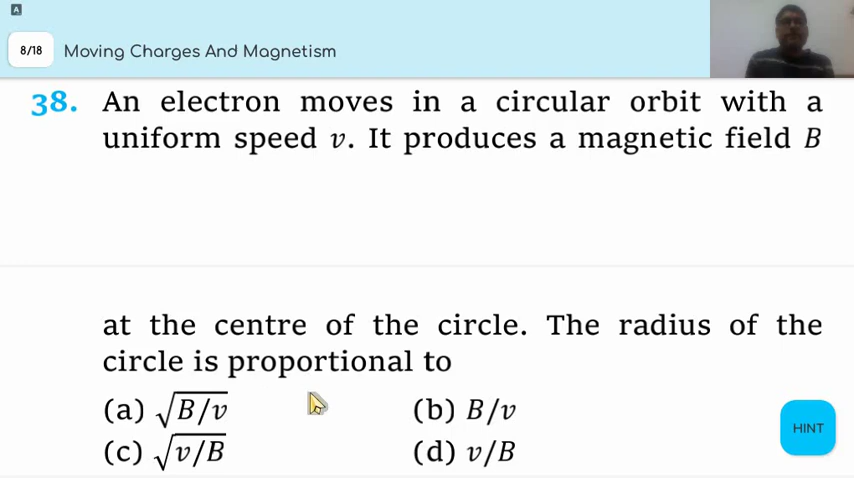 A
8/18 Moving Charges And Magnetism
38. An electron moves in a circular orbit with a
uniform speed v. It produces a magnetic field B
at the centre of the circle. The radius of the
circle is proportional to
(a) √B/v (b) B/v
(c) √v/B (d) v/B
HINT